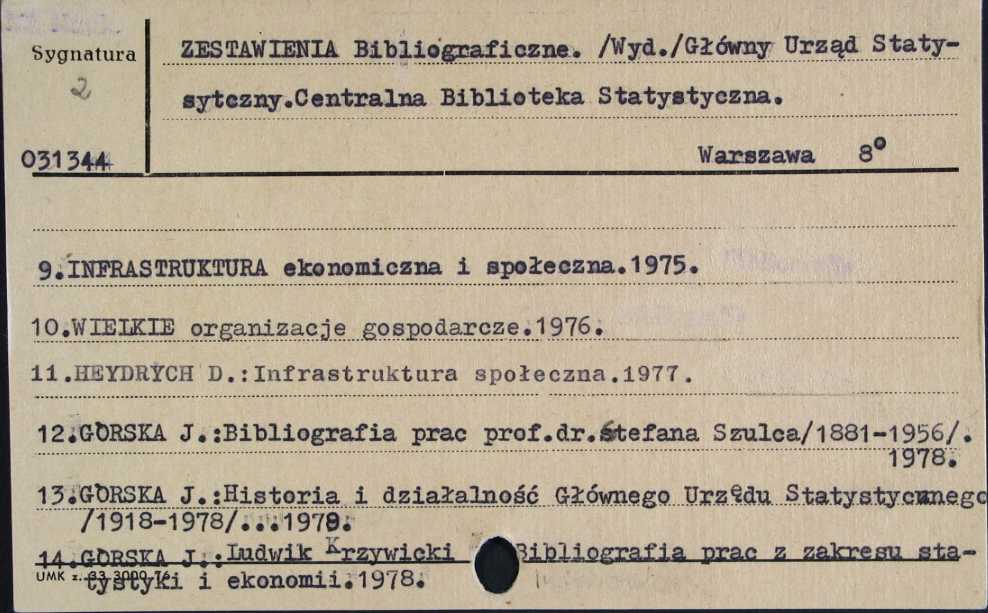 Sygnatura
2
031344
ZESTAWIENIA Bibliograficzne. /Wyd./Główny Urząd Staty-
sytczny.Centralna Biblioteka Statystyczna.
Warszawa 8°
9.INFRASTRUKTURA ekonomiczna i społeczna.1975.
10.WIELKIE organizacje gospodarcze.1976.
11.HEYDRYCH D.:Infrastruktura społeczna.1977.
12.GÓRSKA J.:Bibliografia prac prof.dr.Stefana Szulca/1881-1956/.
1978.
13.GÓRSKA J.:Historia i działalność Głównego Urzędu Statystycznego
/1918-1978/...1979.
14.GÓRSKA J.:Ludwik Krzywicki Bibliografia prac z zakresu sta-
tystyki i ekonomii.1978.
UMK z. 33 3000